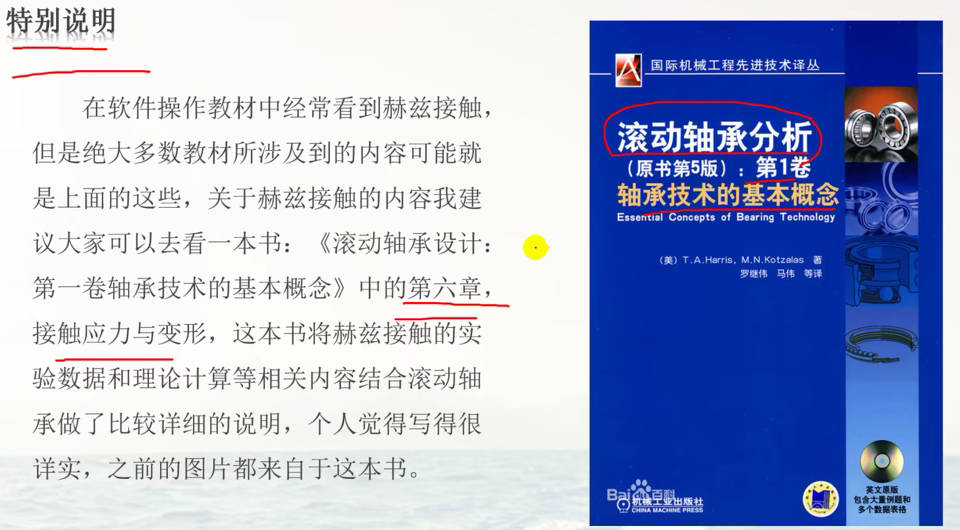 特别说明
在软件操作教材中经常看到赫兹接触，
但是绝大多数教材所涉及到的内容可能就
是上面的这些，关于赫兹接触的内容我建
议大家可以去看一本书：《滚动轴承设计：
第一卷轴承技术的基本概念》中的第六章，
接触应力与变形，这本书将赫兹接触的实
验数据和理论计算等相关内容结合滚动轴
承做了比较详细的说明，个人觉得写得很
详实，之前的图片都来自于这本书。
国际机械工程先进技术译丛
滚动轴承分析
（原书第5版）：第1卷
轴承技术的基本概念
Essential Concepts of Bearing Technology
（美）T.A.Harris，M.N.Kotzalas 著
罗继伟 马伟 等译
Bai百科
机械工业出版社
CHINA MACHINE PRESS
英文原版
包含大量例题和
多个数据表格